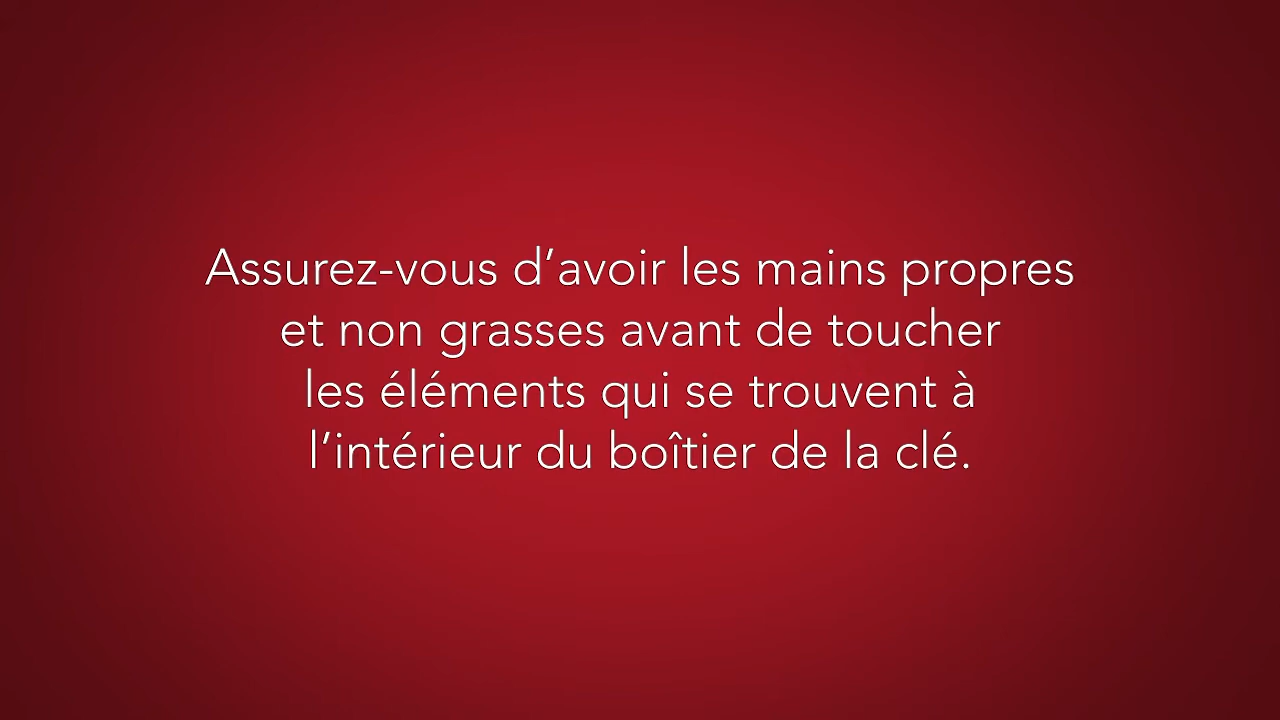 Assurez-vous d’avoir les mains propres
et non grasses avant de toucher
les éléments qui se trouvent à
l’intérieur du boîtier de la clé.